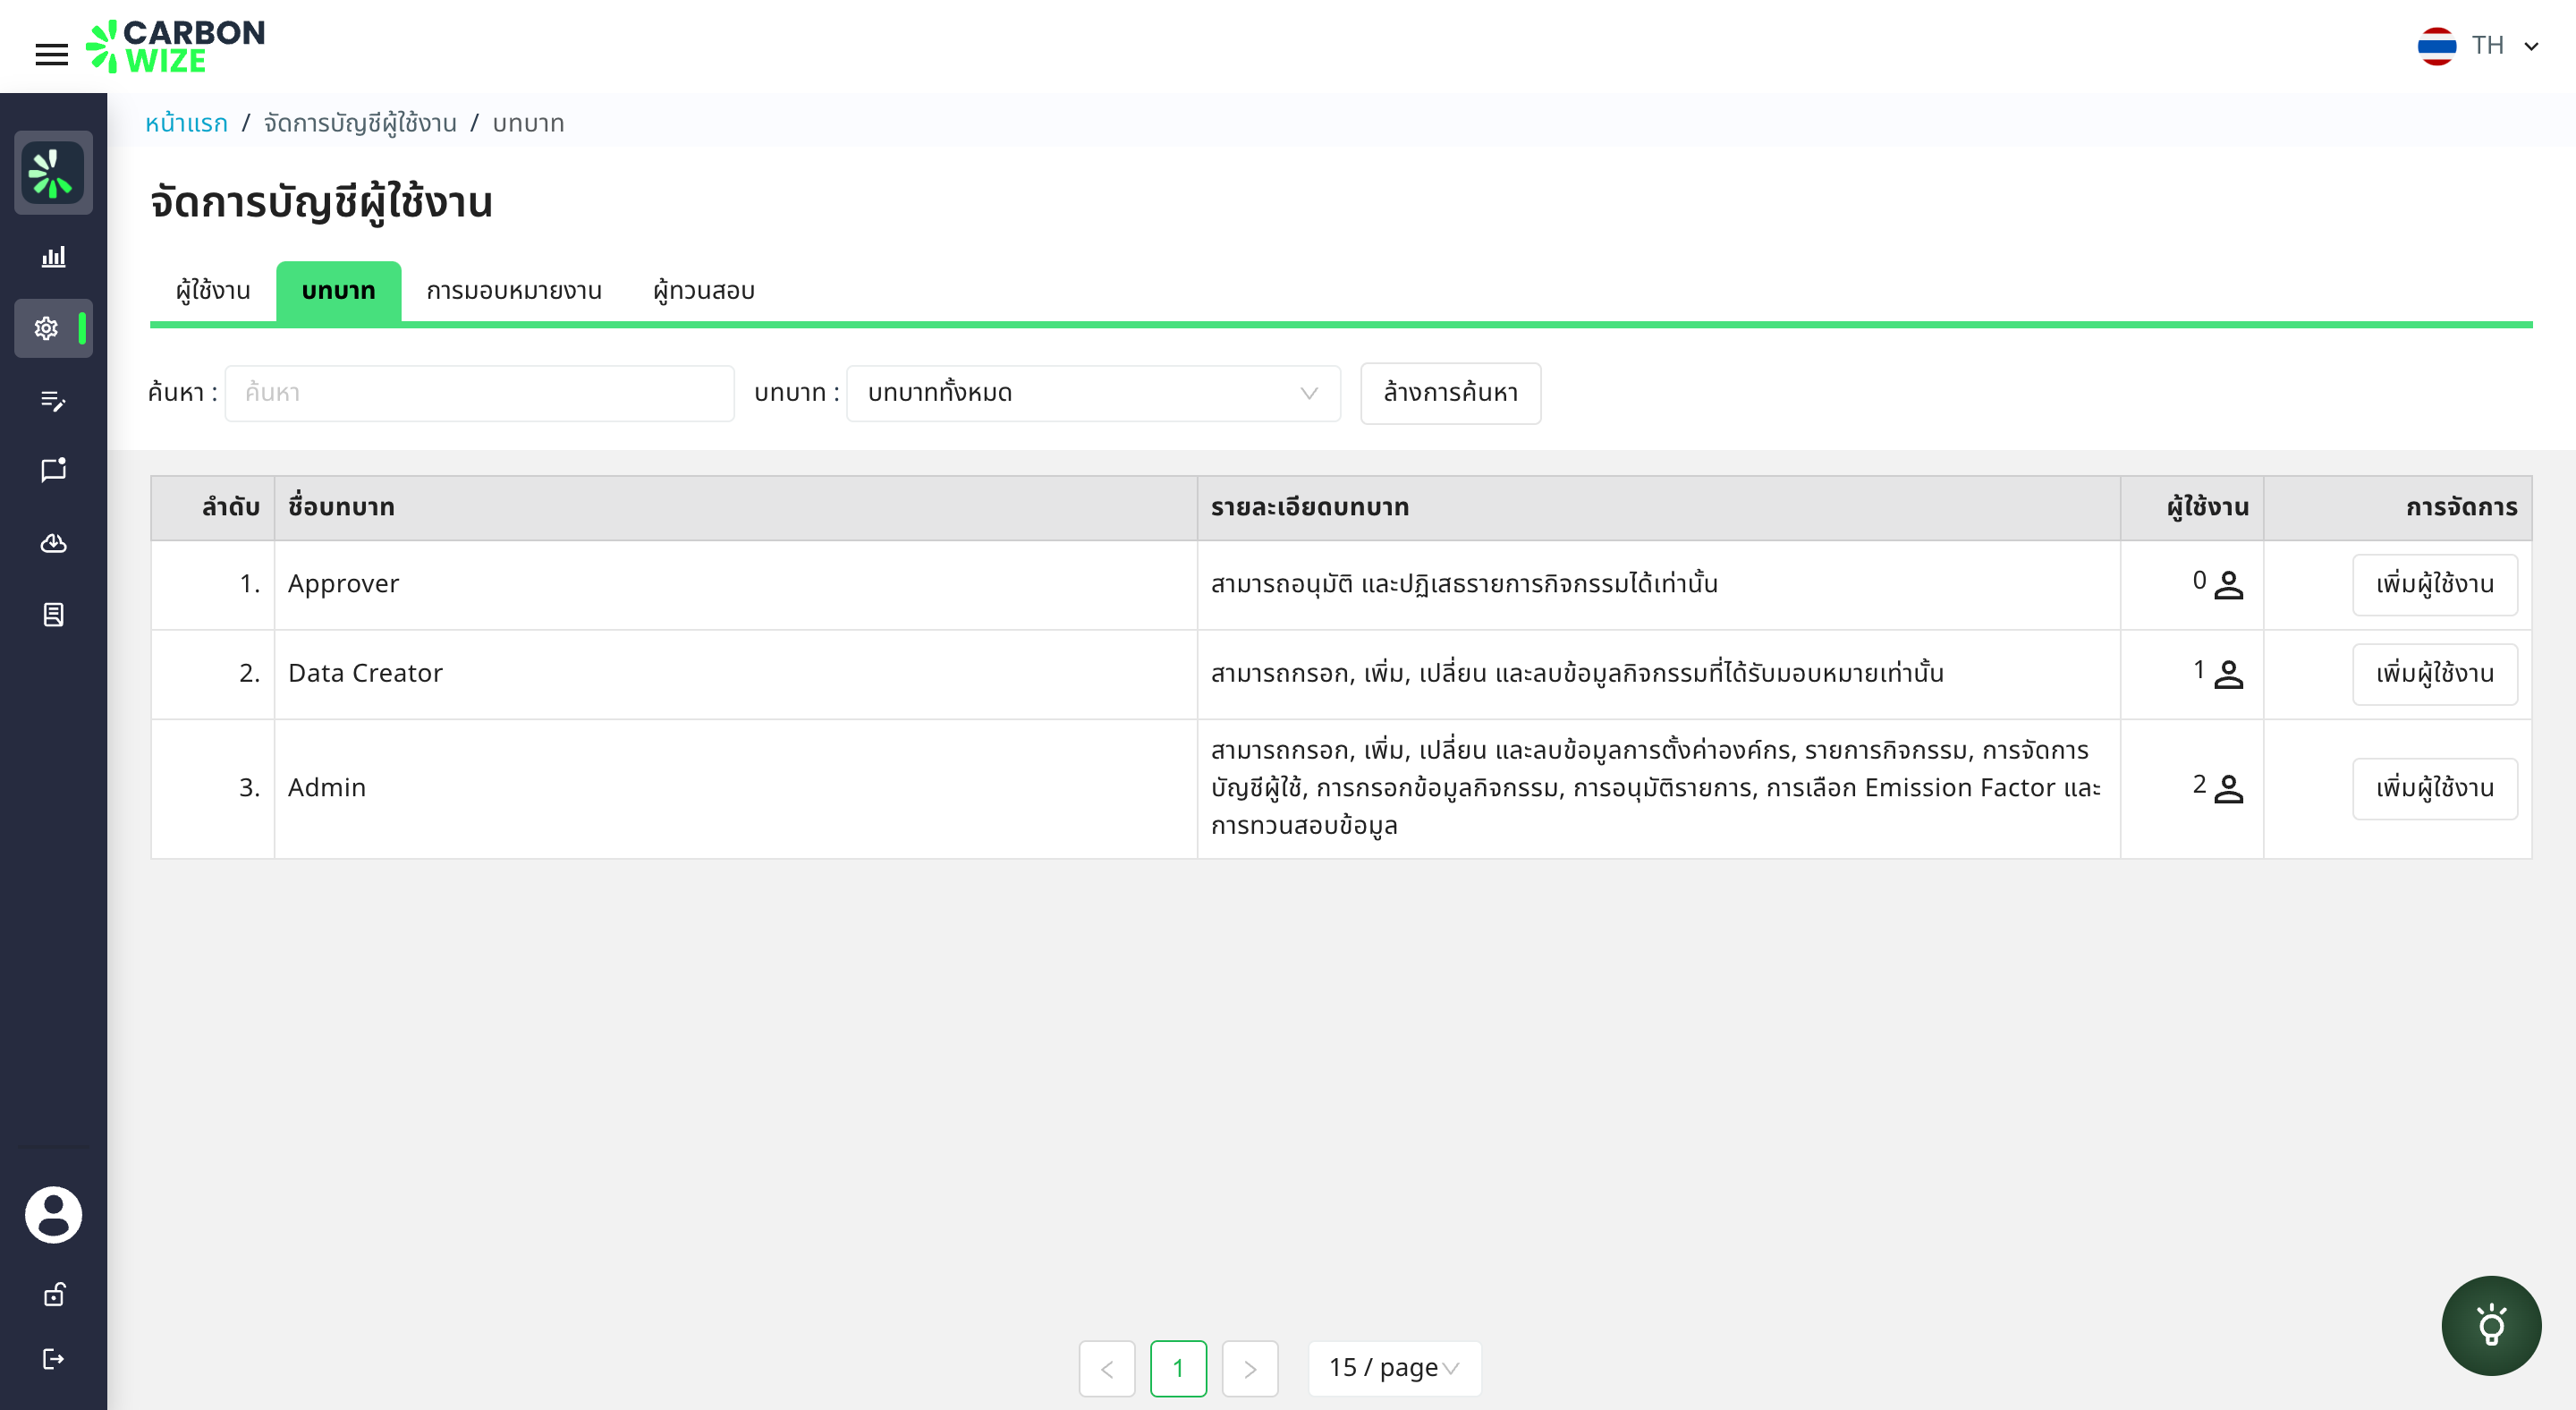 CARBON
WIZE
TH
หน้าแรก / จัดการบัญชีผู้ใช้งาน / บทบาท
จัดการบัญชีผู้ใช้งาน
ผู้ใช้งาน บทบาท การมอบหมายงาน ผู้ทวนสอบ
ค้นหา : ค้นหา บทบาท : บทบาททั้งหมด ล้างการค้นหา
ลำดับ ชื่อบทบาท รายละเอียดบทบาท ผู้ใช้งาน การจัดการ
1. Approver สามารถอนุมัติ และปฏิเสธรายการกิจกรรมได้เท่านั้น 0 เพิ่มผู้ใช้งาน
2. Data Creator สามารถกรอก, เพิ่ม, เปลี่ยน และลบข้อมูลกิจกรรมที่ได้รับมอบหมายเท่านั้น 1 เพิ่มผู้ใช้งาน
สามารถกรอก, เพิ่ม, เปลี่ยน และลบข้อมูลการตั้งค่าองค์กร, รายการกิจกรรม, การจัดการ
3. Admin บัญชีผู้ใช้, การกรอกข้อมูลกิจกรรม, การอนุมัติรายการ, การเลือก Emission Factor และ 2 เพิ่มผู้ใช้งาน
การทวนสอบข้อมูล
< 1 > 15 / page